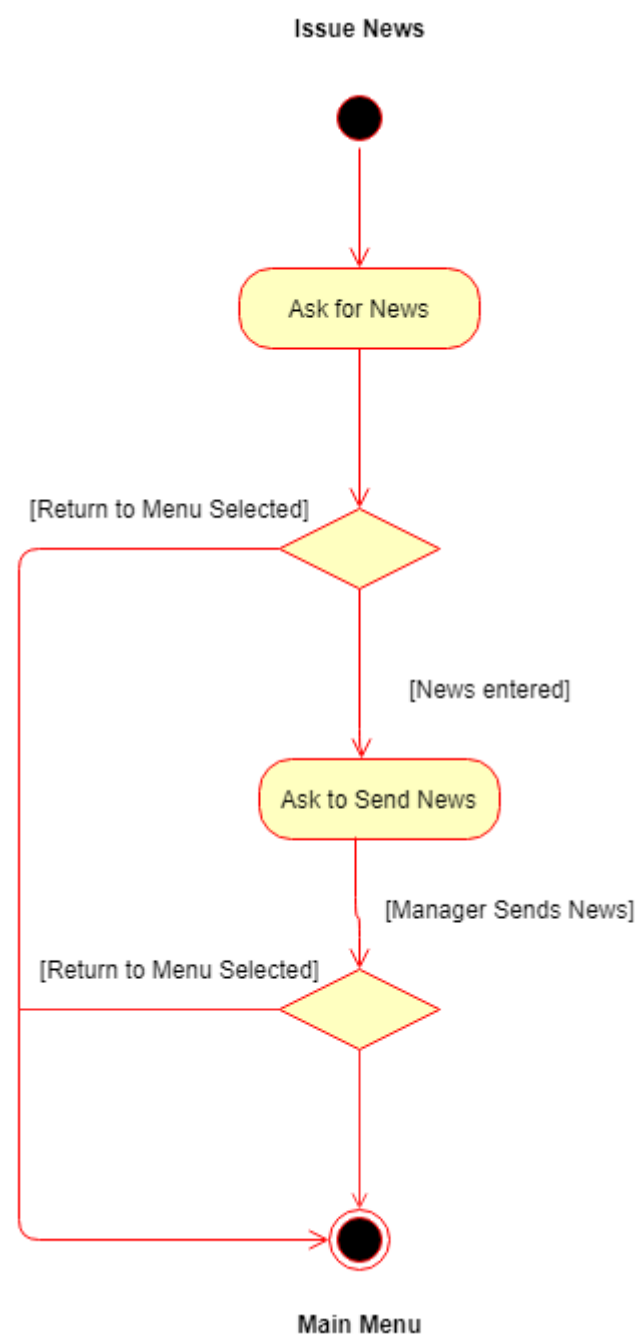 Issue News
Ask for News
[Return to Menu Selected]
[News entered]
Ask to Send News
[Manager Sends News]
[Return to Menu Selected]
Main Menu